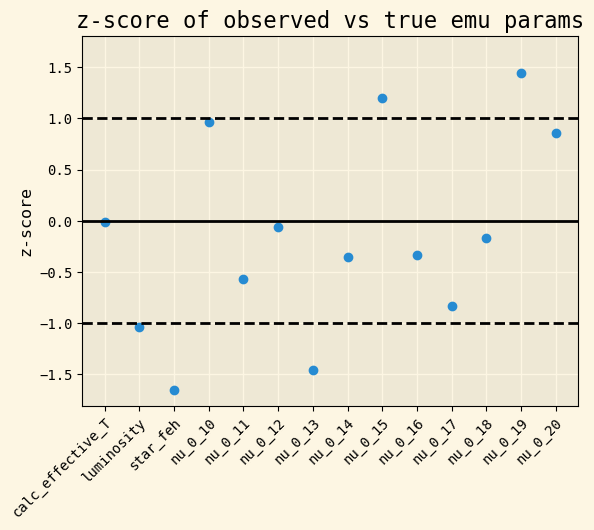 z-score of observed vs true emu params
z-score
1.5
1.0
0.5
0.0
−0.5
−1.0
−1.5
calc_effective_T
luminosity
star_feh
nu_0_10
nu_0_11
nu_0_12
nu_0_13
nu_0_14
nu_0_15
nu_0_16
nu_0_17
nu_0_18
nu_0_19
nu_0_20